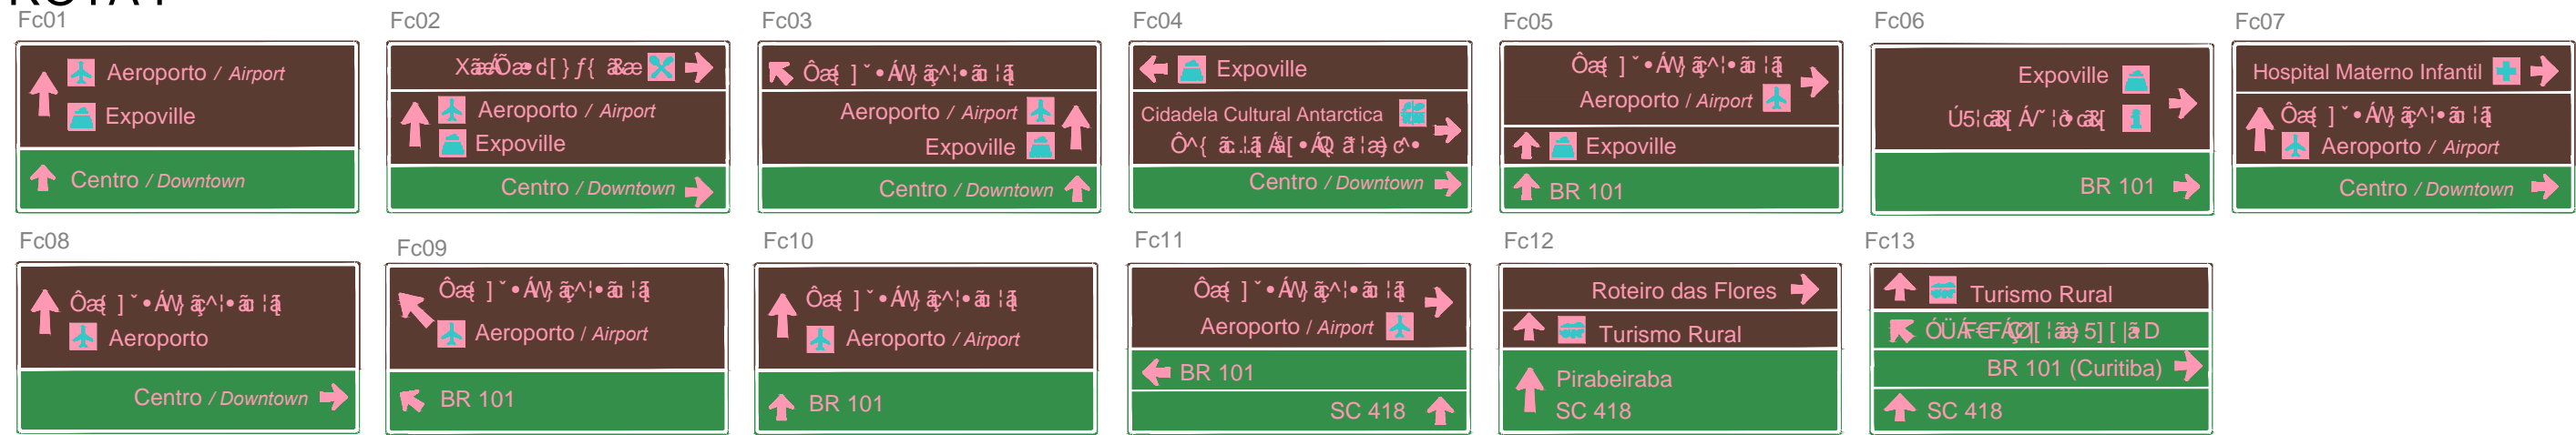 Fc01
Aeroporto / Airport
Expoville
Centro / Downtown
Fc02
Aeroporto / Airport
Expoville
Centro / Downtown
Fc03
Aeroporto / Airport
Expoville
Centro / Downtown
Fc04
Expoville
Cidadela Cultural Antarctica
Centro / Downtown
Fc05
Aeroporto / Airport
Expoville
BR 101
Fc06
Expoville
BR 101
Fc07
Hospital Materno Infantil
Aeroporto / Airport
Centro / Downtown
Fc08
Aeroporto
Centro / Downtown
Fc09
Aeroporto / Airport
BR 101
Fc10
Aeroporto / Airport
BR 101
Fc11
Aeroporto / Airport
BR 101
SC 418
Fc12
Roteiro das Flores
Turismo Rural
Pirabeiraba
SC 418
Fc13
Turismo Rural
BR 101 (Curitiba)
SC 418